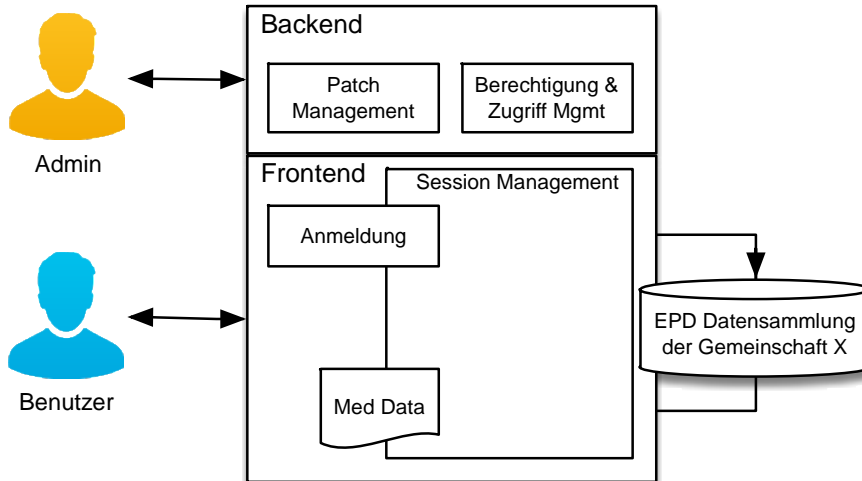 Backend
Patch
Management
Berechtigung &
Zugriff Mgmt
Admin
Frontend
Session Management
Anmeldung
EPD Datensammlung
der Gemeinschaft X
Benutzer
Med Data